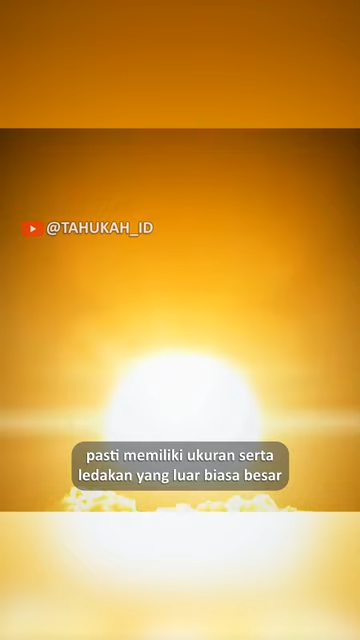 @TAHUKAH_ID
pasti memiliki ukuran serta
ledakan yang luar biasa besar